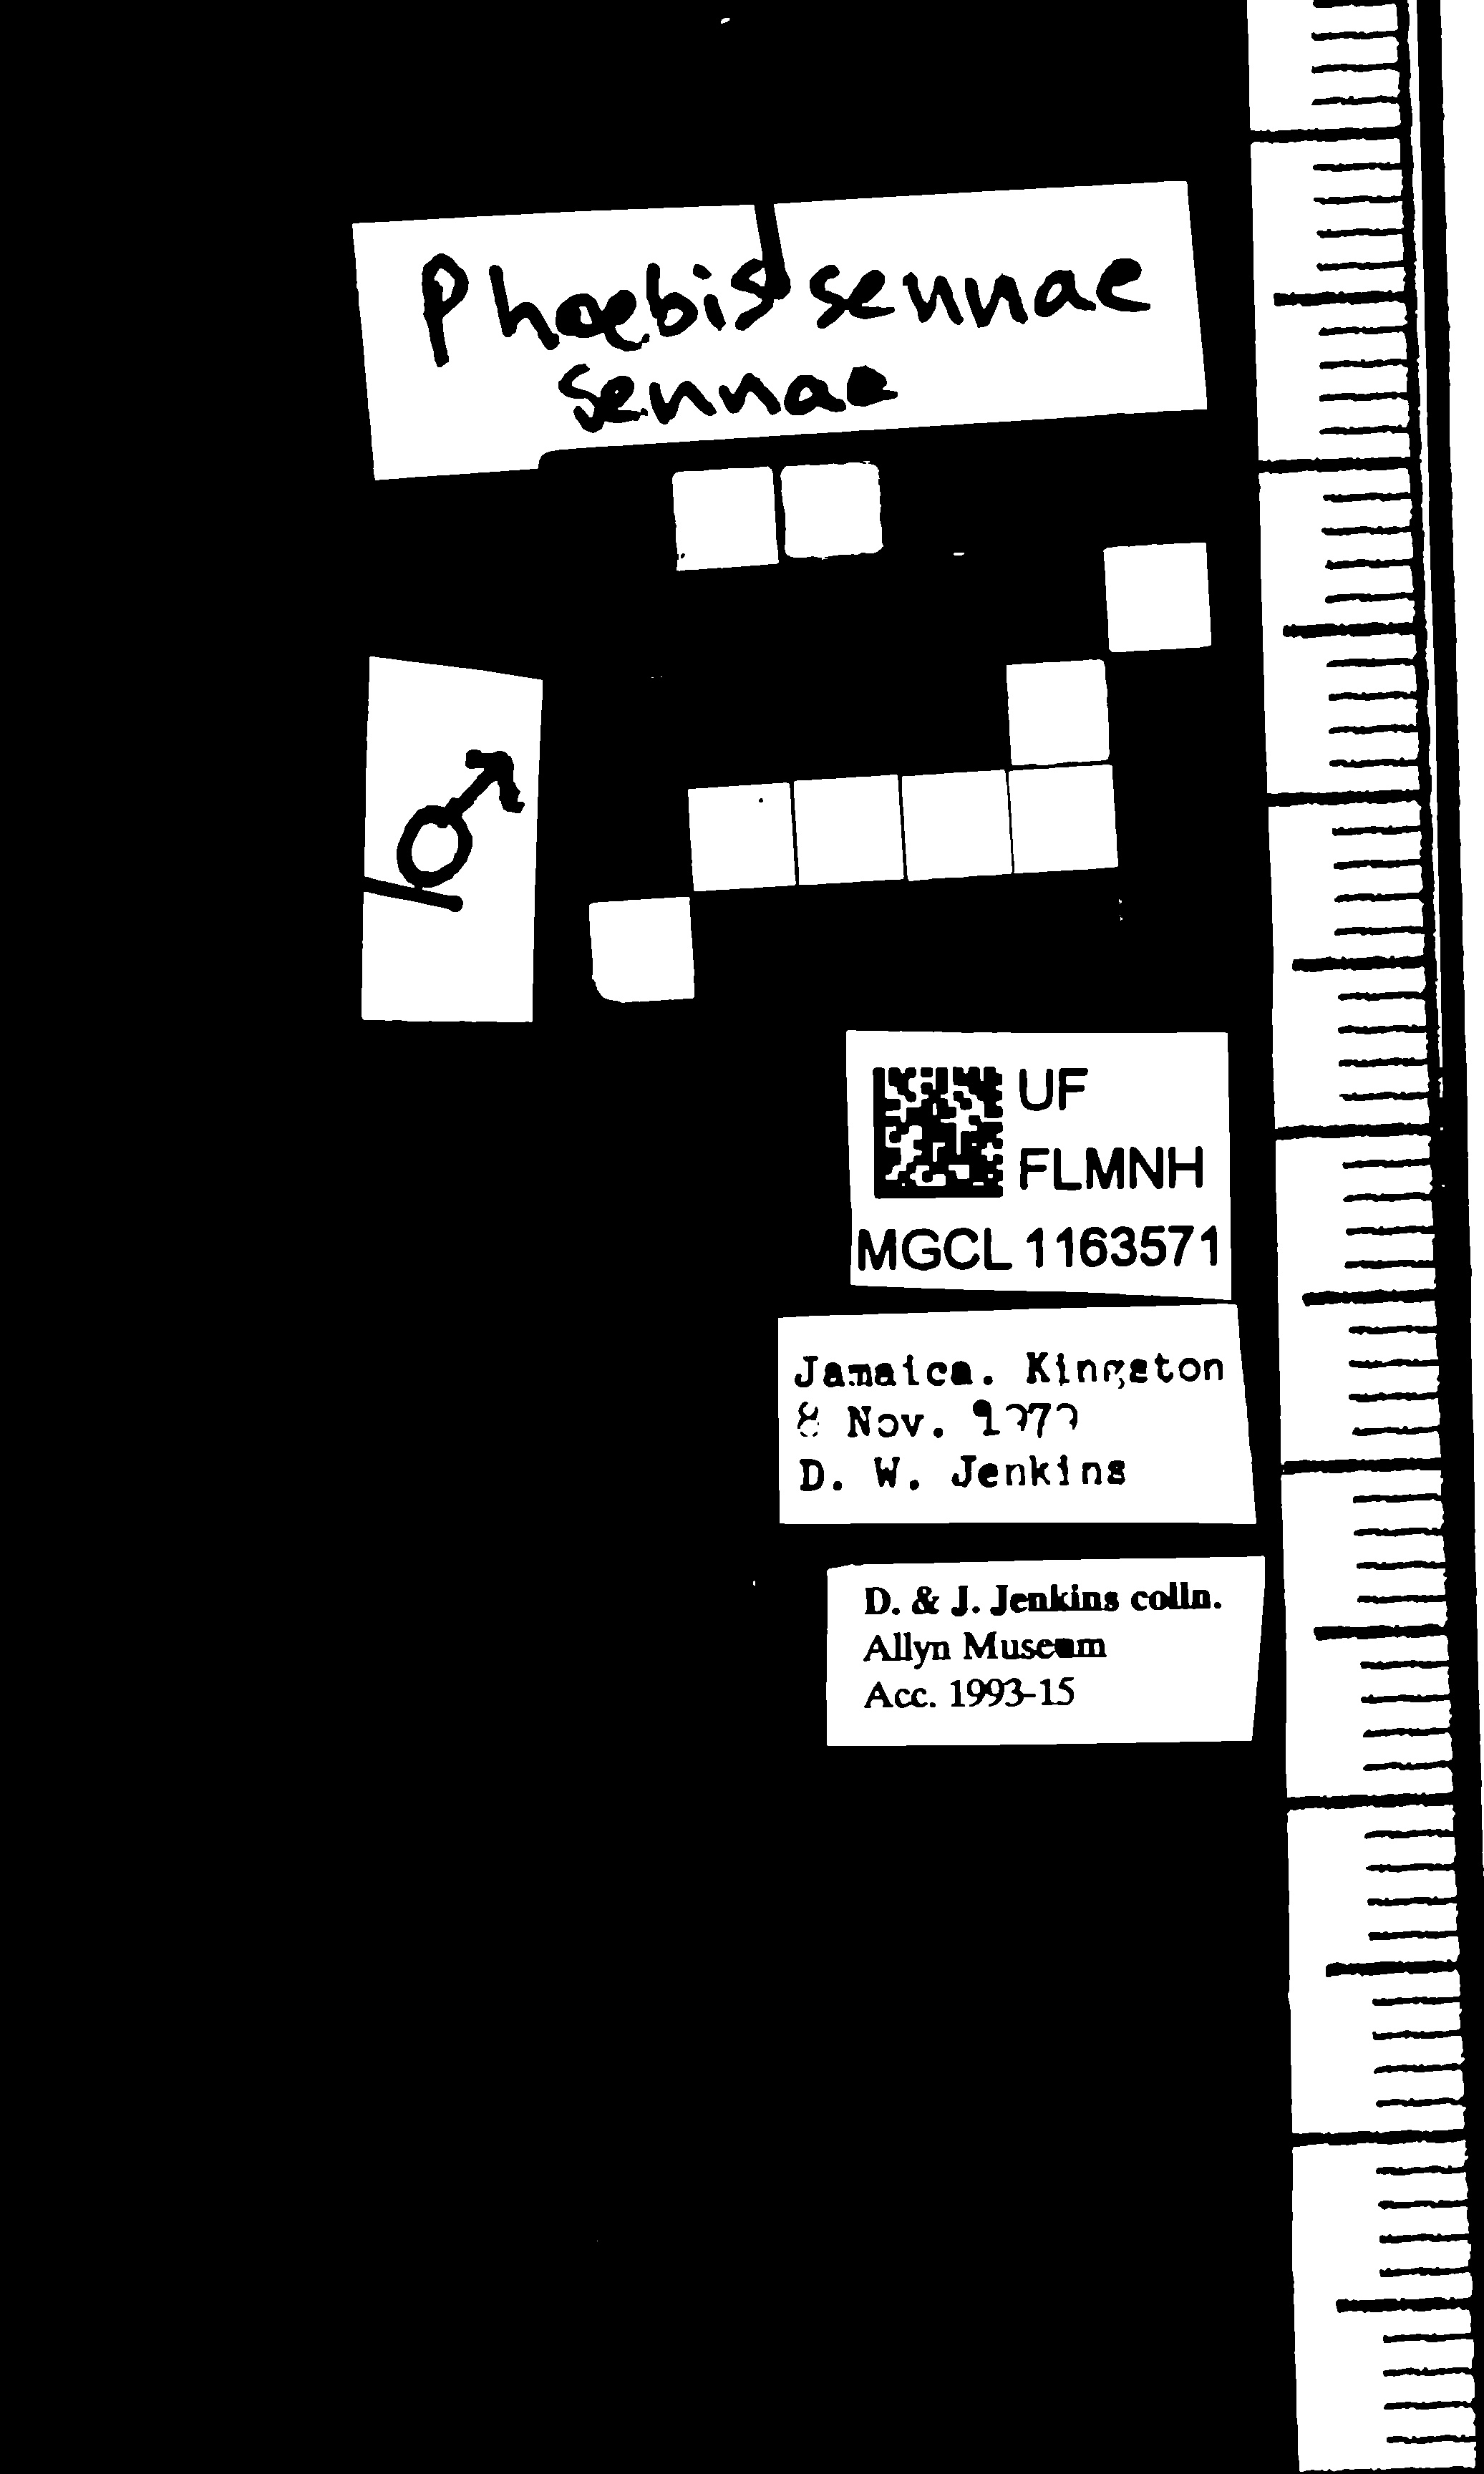 Phoebis sennae
sennae
♂
UF
FLMNH
MGCL 1163571
Jamaica. Kingston
8 Nov.
D. W. Jenkins
D. & J. Jenkins colln.
Allyn Museum
Acc. 1993-15